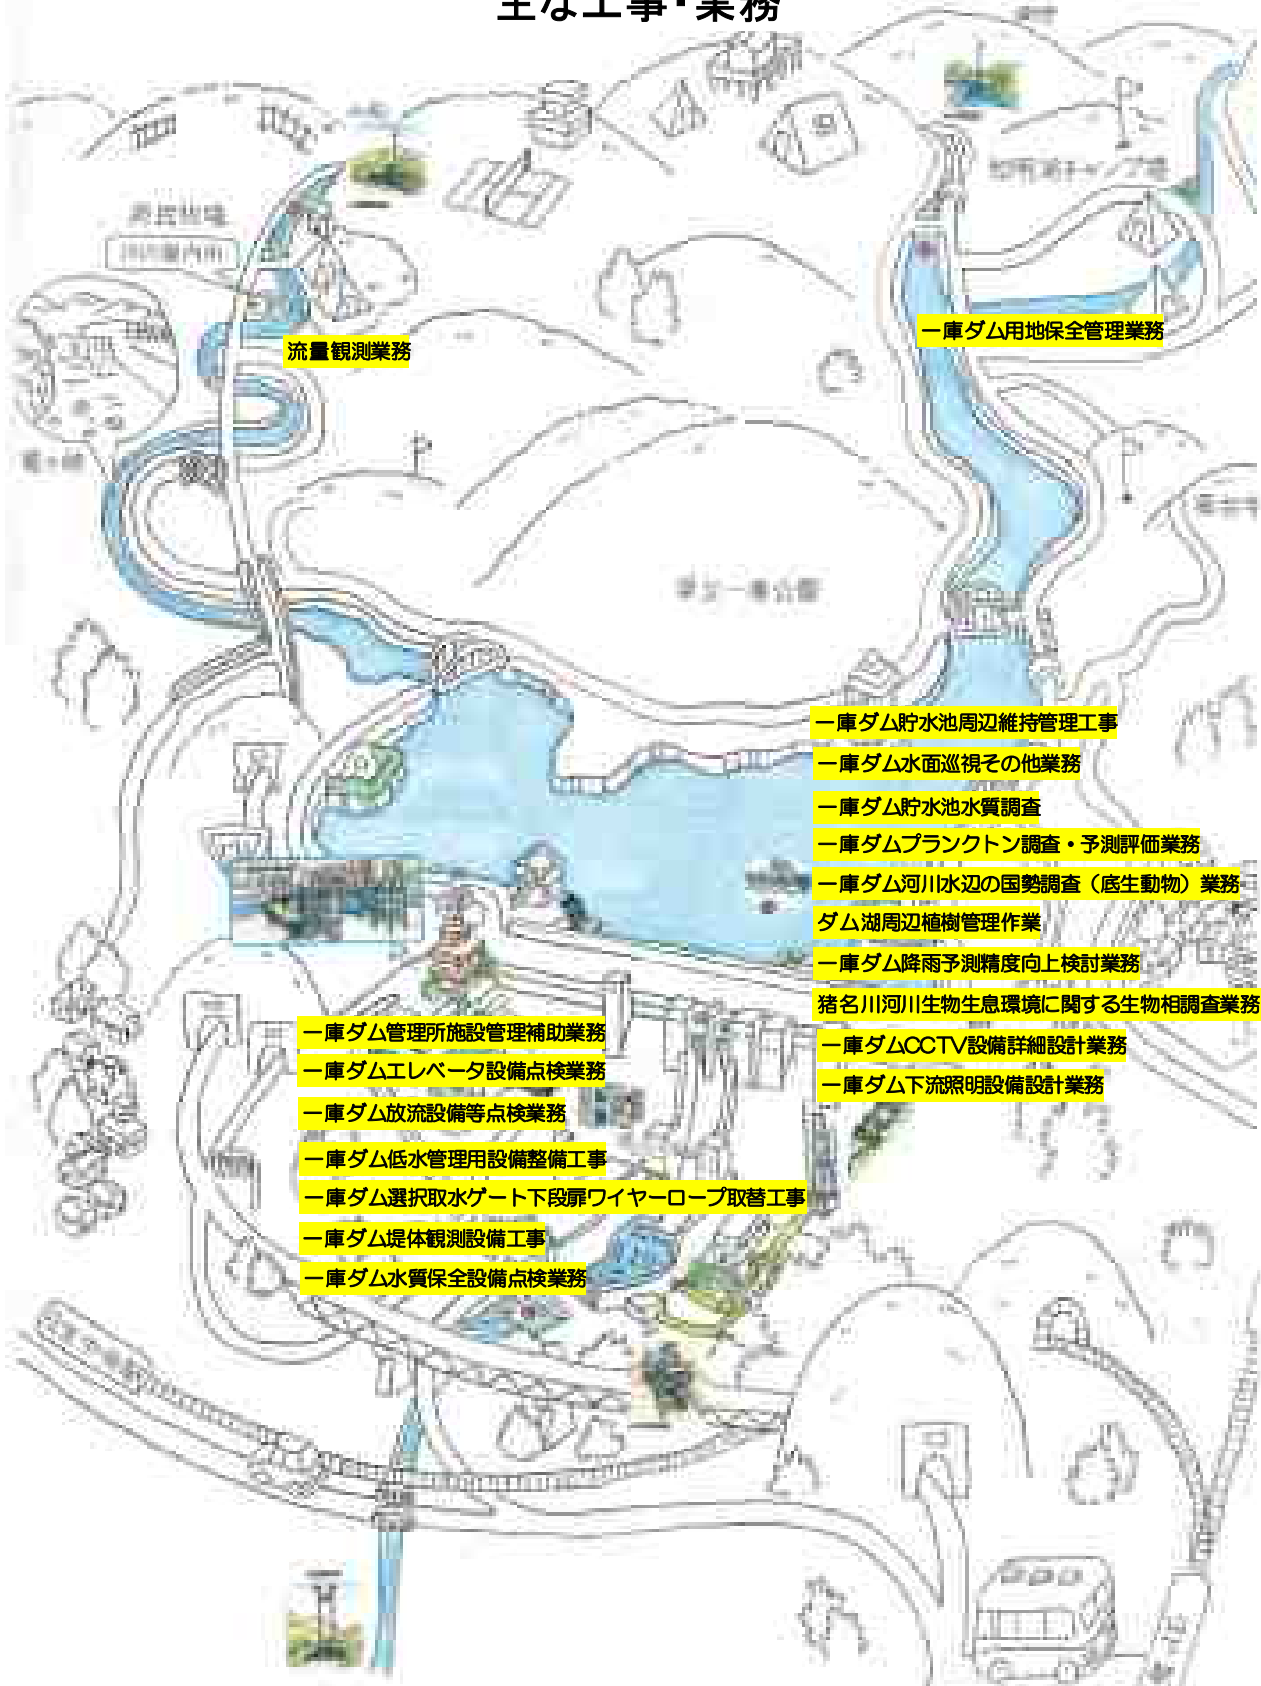 主な工事・業務
流量観測業務
一庫ダム用地保全管理業務
一庫ダム貯水池周辺維持管理工事
一庫ダム水面巡視その他業務
一庫ダム貯水池水質調査
一庫ダムプランクトン調査・予測評価業務
一庫ダム河川水辺の国勢調査（底生動物）業務
ダム湖周辺植樹管理作業
一庫ダム降雨予測精度向上検討業務
猪名川河川生物生息環境に関する生物相調査業務
一庫ダムCCTV設備詳細設計業務
一庫ダム下流照明設備設計業務
一庫ダム管理所施設管理補助業務
一庫ダムエレベータ設備点検業務
一庫ダム放流設備等点検業務
一庫ダム低水管理用設備整備工事
一庫ダム選択取水ゲート下段扉ワイヤーロープ取替工事
一庫ダム堤体観測設備工事
一庫ダム水質保全設備点検業務